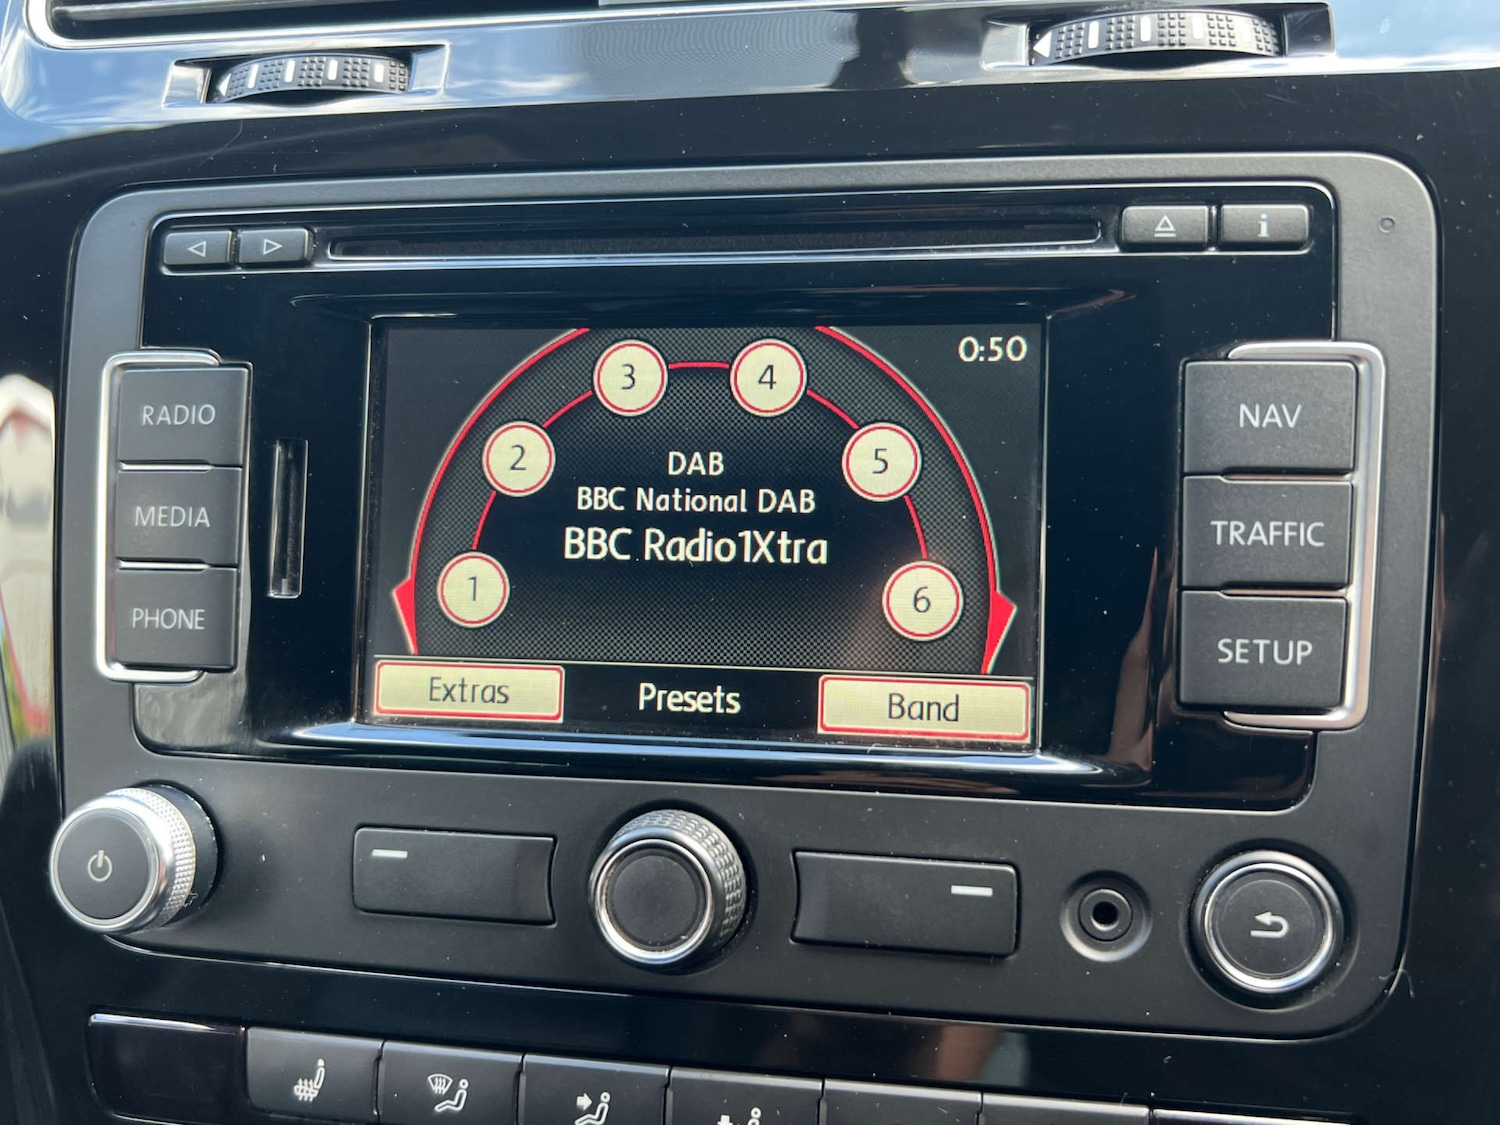 i
0:50
3 4
2 5
DAB
BBC National DAB
BBC Radio1Xtra
1 6
Extras Presets Band
RADIO
MEDIA
PHONE
NAV
TRAFFIC
SETUP